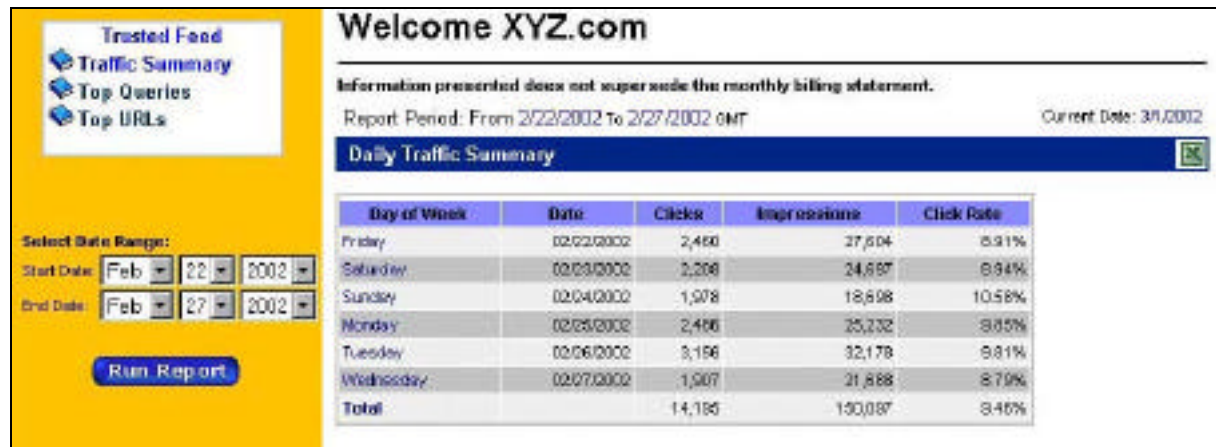 Trusted Feed
Traffic Summary
Top Queries
Top URLs
Select Date Range:
Start Date: Feb 22 2002
End Date: Feb 27 2002
Run Report
Welcome XYZ.com
Information presented does not supersede the monthly billing statement.
Report Period: From 2/22/2002 To 2/27/2002 GMT Current Date: 3/1/2002
Daily Traffic Summary
Day of Week Date Clicks Impressions Click Rate
Friday 02/22/2002 2,460 27,604 8.91%
Saturday 02/23/2002 2,208 24,697 8.94%
Sunday 02/24/2002 1,978 18,698 10.58%
Monday 02/25/2002 2,486 25,232 9.85%
Tuesday 02/26/2002 3,156 32,178 9.81%
Wednesday 02/27/2002 1,907 21,688 8.79%
Total 14,195 150,097 9.46%